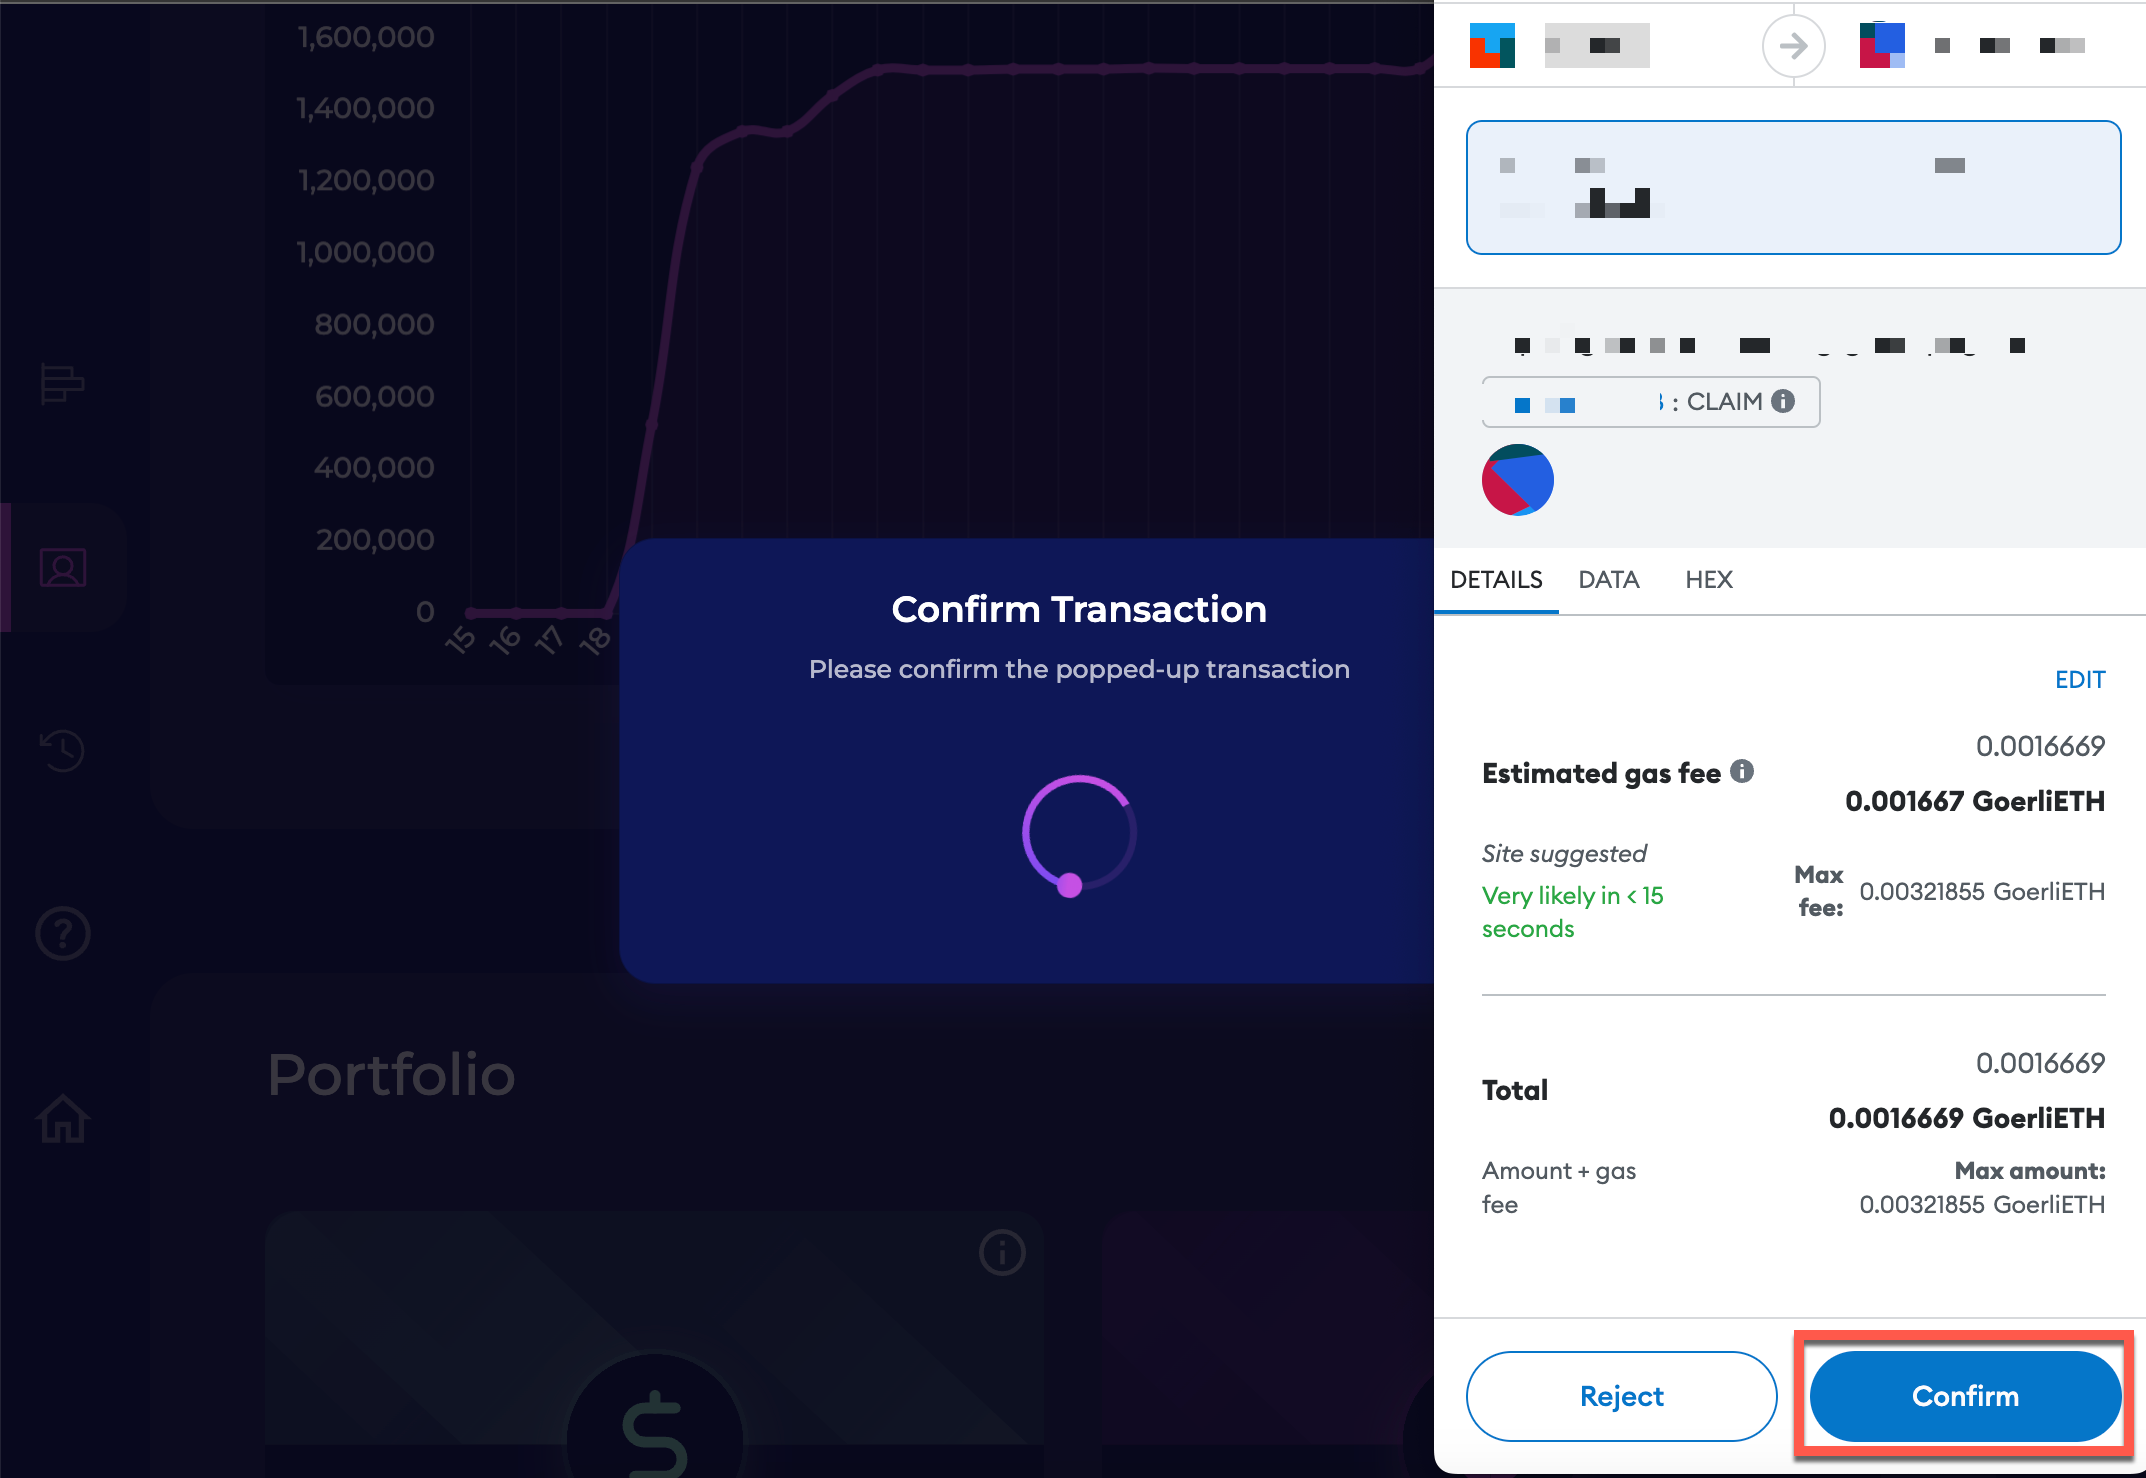 1,600,000
1,400,000
1,200,000
1,000,000
800,000
600,000
400,000
200,000
0
15 16 17 18
Confirm Transaction
Please confirm the popped-up transaction
Portfolio
: CLAIM
DETAILS DATA HEX
EDIT
0.0016669
Estimated gas fee
0.001667 GoerliETH
Site suggested
Very likely in < 15
seconds
Max
fee:
0.00321855 GoerliETH
0.0016669
Total
0.0016669 GoerliETH
Amount + gas
fee
Max amount:
0.00321855 GoerliETH
Reject
Confirm